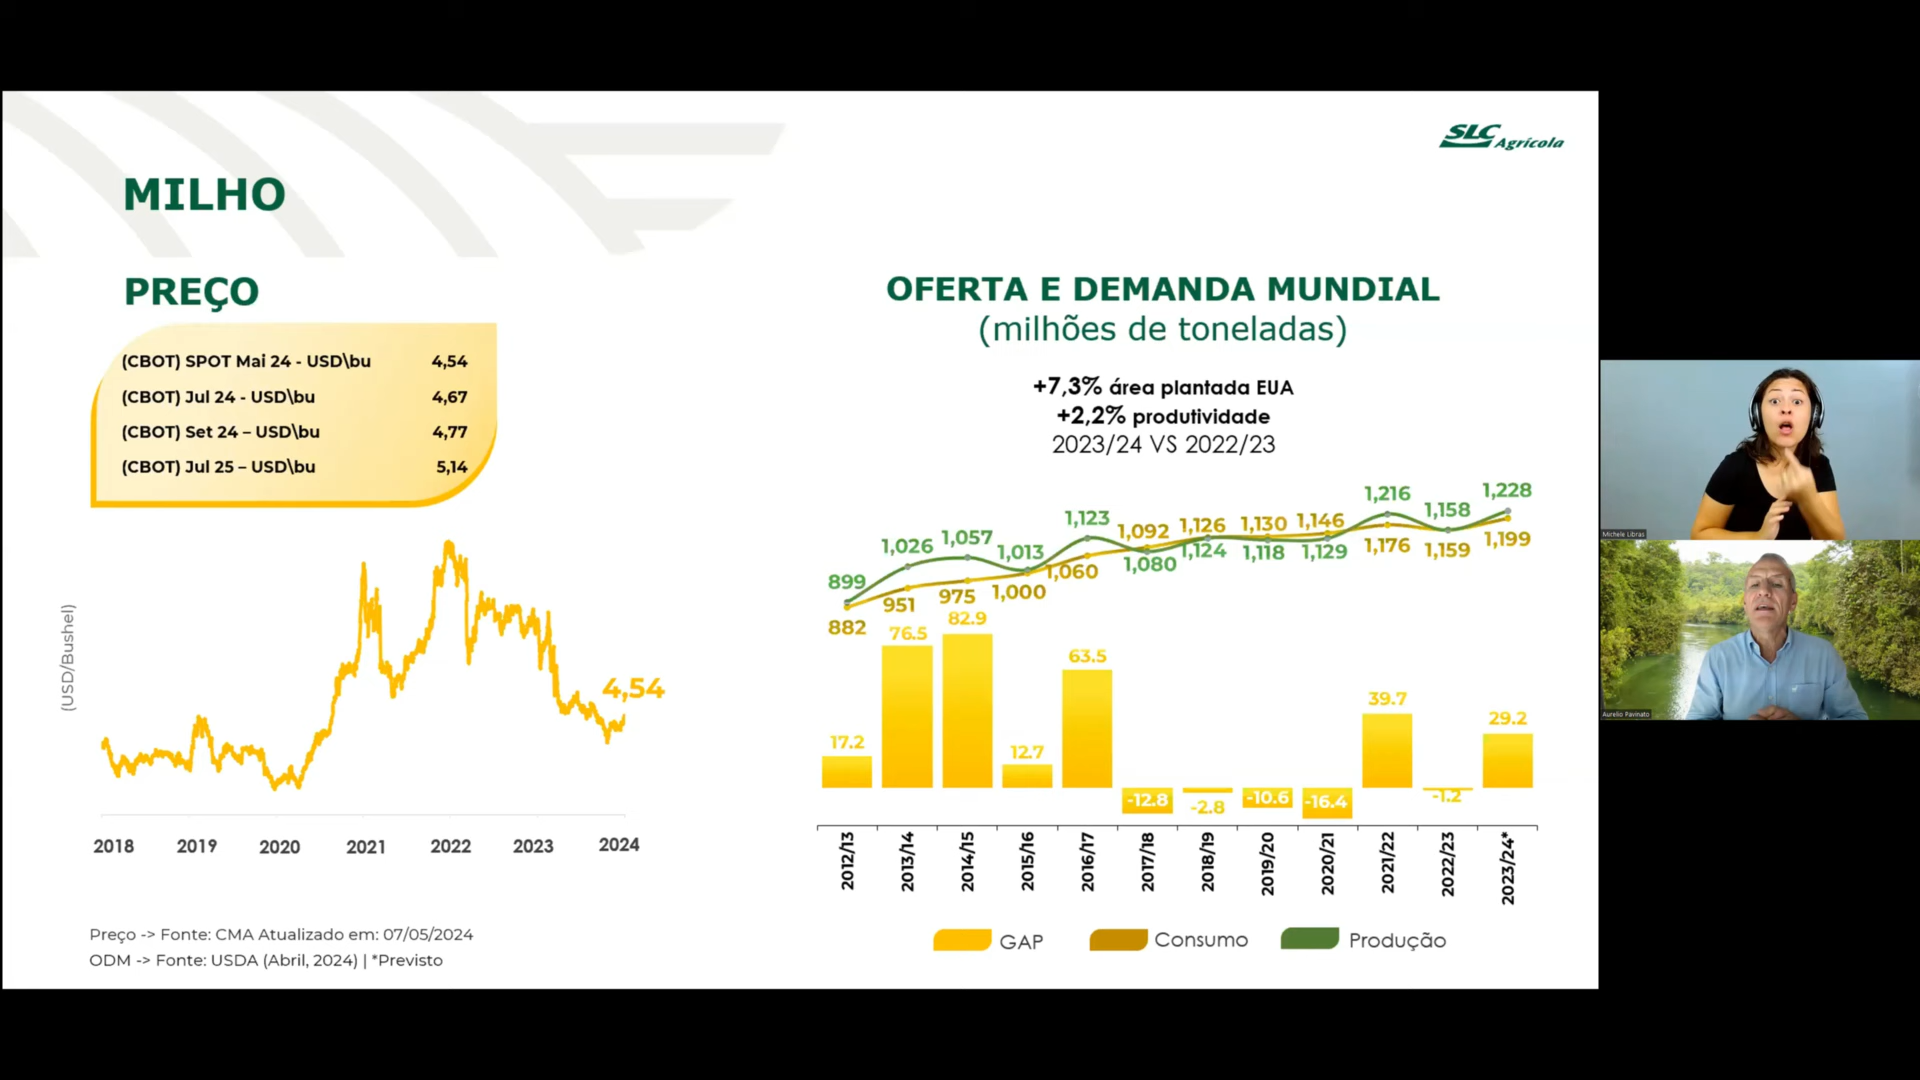 SLC Agrícola
MILHO
PREÇO
(CBOT) SPOT Mai 24 - USD\bu 4,54
(CBOT) Jul 24 - USD\bu 4,67
(CBOT) Set 24 – USD\bu 4,77
(CBOT) Jul 25 – USD\bu 5,14
(USD/Bushel)
4,54
2018 2019 2020 2021 2022 2023 2024
Preço -> Fonte: CMA Atualizado em: 07/05/2024
ODM -> Fonte: USDA (Abril, 2024) | *Previsto
OFERTA E DEMANDA MUNDIAL
(milhões de toneladas)
+7,3% área plantada EUA
+2,2% produtividade
2023/24 VS 2022/23
899 1,026 1,057 1,013 1,123 1,080 1,124 1,118 1,129 1,216 1,158 1,228
882 951 975 1,000 1,060 1,092 1,126 1,130 1,146 1,176 1,159 1,199
17.2 76.5 82.9 12.7 63.5 -12.8 -2.8 -10.6 -16.4 39.7 -1.2 29.2
2012/13 2013/14 2014/15 2015/16 2016/17 2017/18 2018/19 2019/20 2020/21 2021/22 2022/23 2023/24*
GAP Consumo Produção
Michele Libras
Aurelio Pavinato